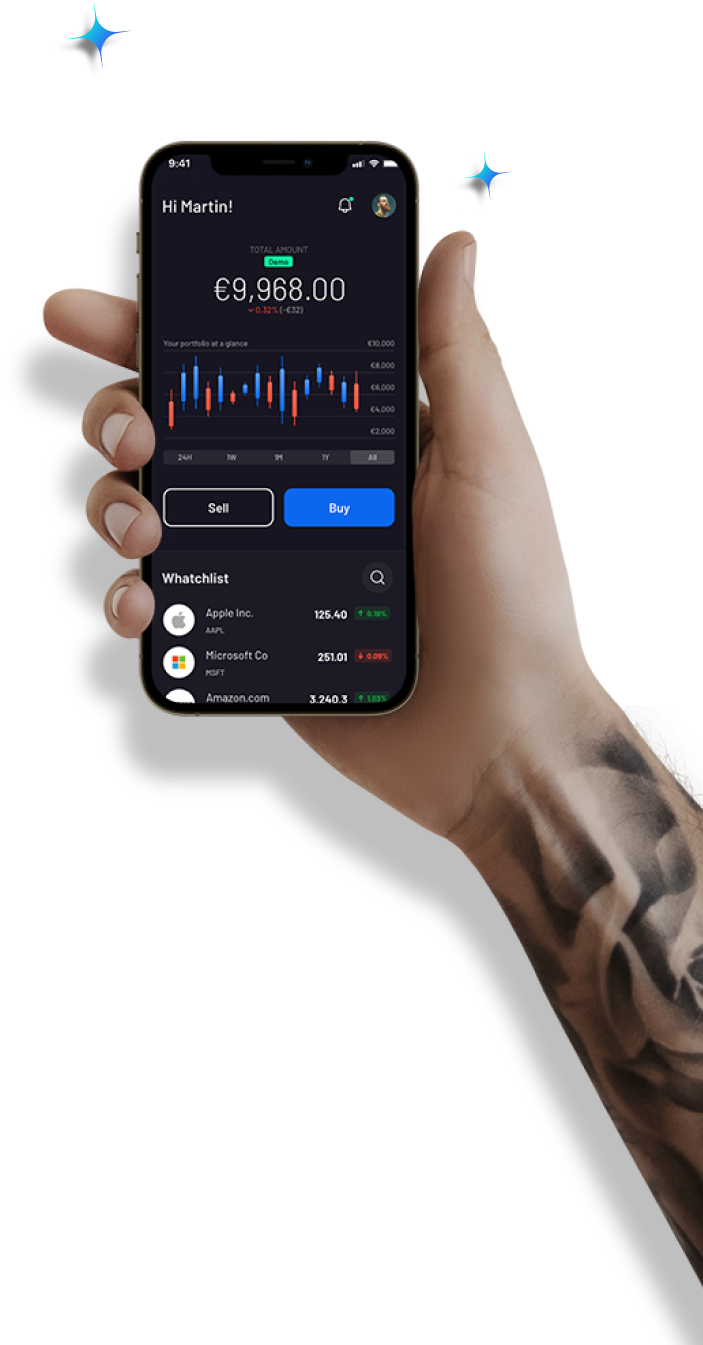 9:41
Hi Martin!
TOTAL AMOUNT
Demo
€9,968.00
0.32% (-€32)
Your portfolio at a glance
€10,000
€8,000
€6,000
€4,000
€2,000
24H 1W 1M 1Y All
Sell Buy
Whatchlist
Apple Inc. 125.40 0.18%
AAPL
Microsoft Co 251.01 0.09%
MSFT
Amazon.com 3.240.3 1.03%